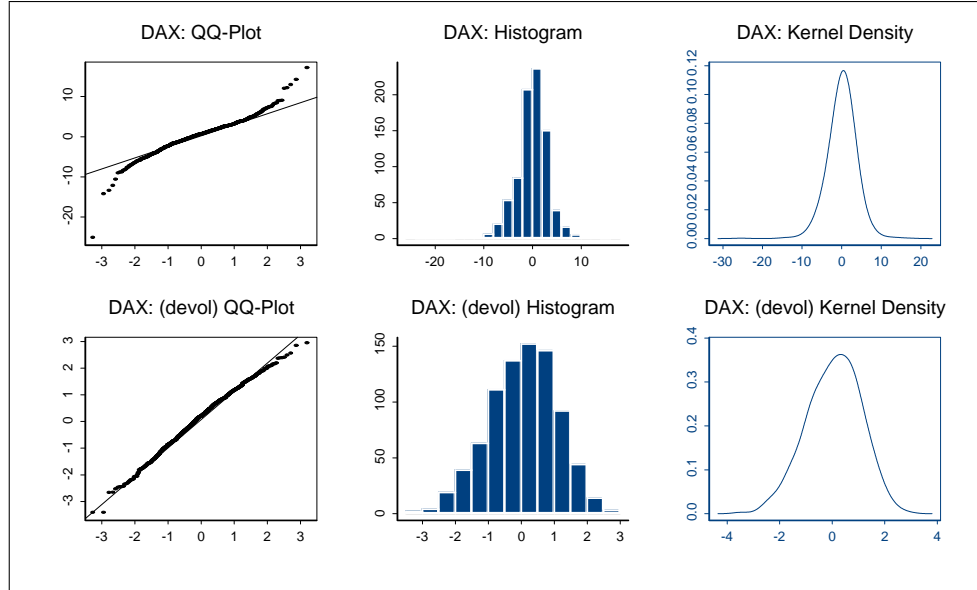 DAX: QQ-Plot
10
0
-10
-20
-3 -2 -1 0 1 2 3
DAX: Histogram
200
150
100
50
0
-20 -10 0 10
DAX: Kernel Density
0.12
0.10
0.08
0.06
0.04
0.02
0.00
-30 -20 -10 0 10 20
DAX: (devol) QQ-Plot
3
2
1
0
-1
-2
-3
-3 -2 -1 0 1 2 3
DAX: (devol) Histogram
150
100
50
0
-3 -2 -1 0 1 2 3
DAX: (devol) Kernel Density
0.4
0.3
0.2
0.1
0.0
-4 -2 0 2 4